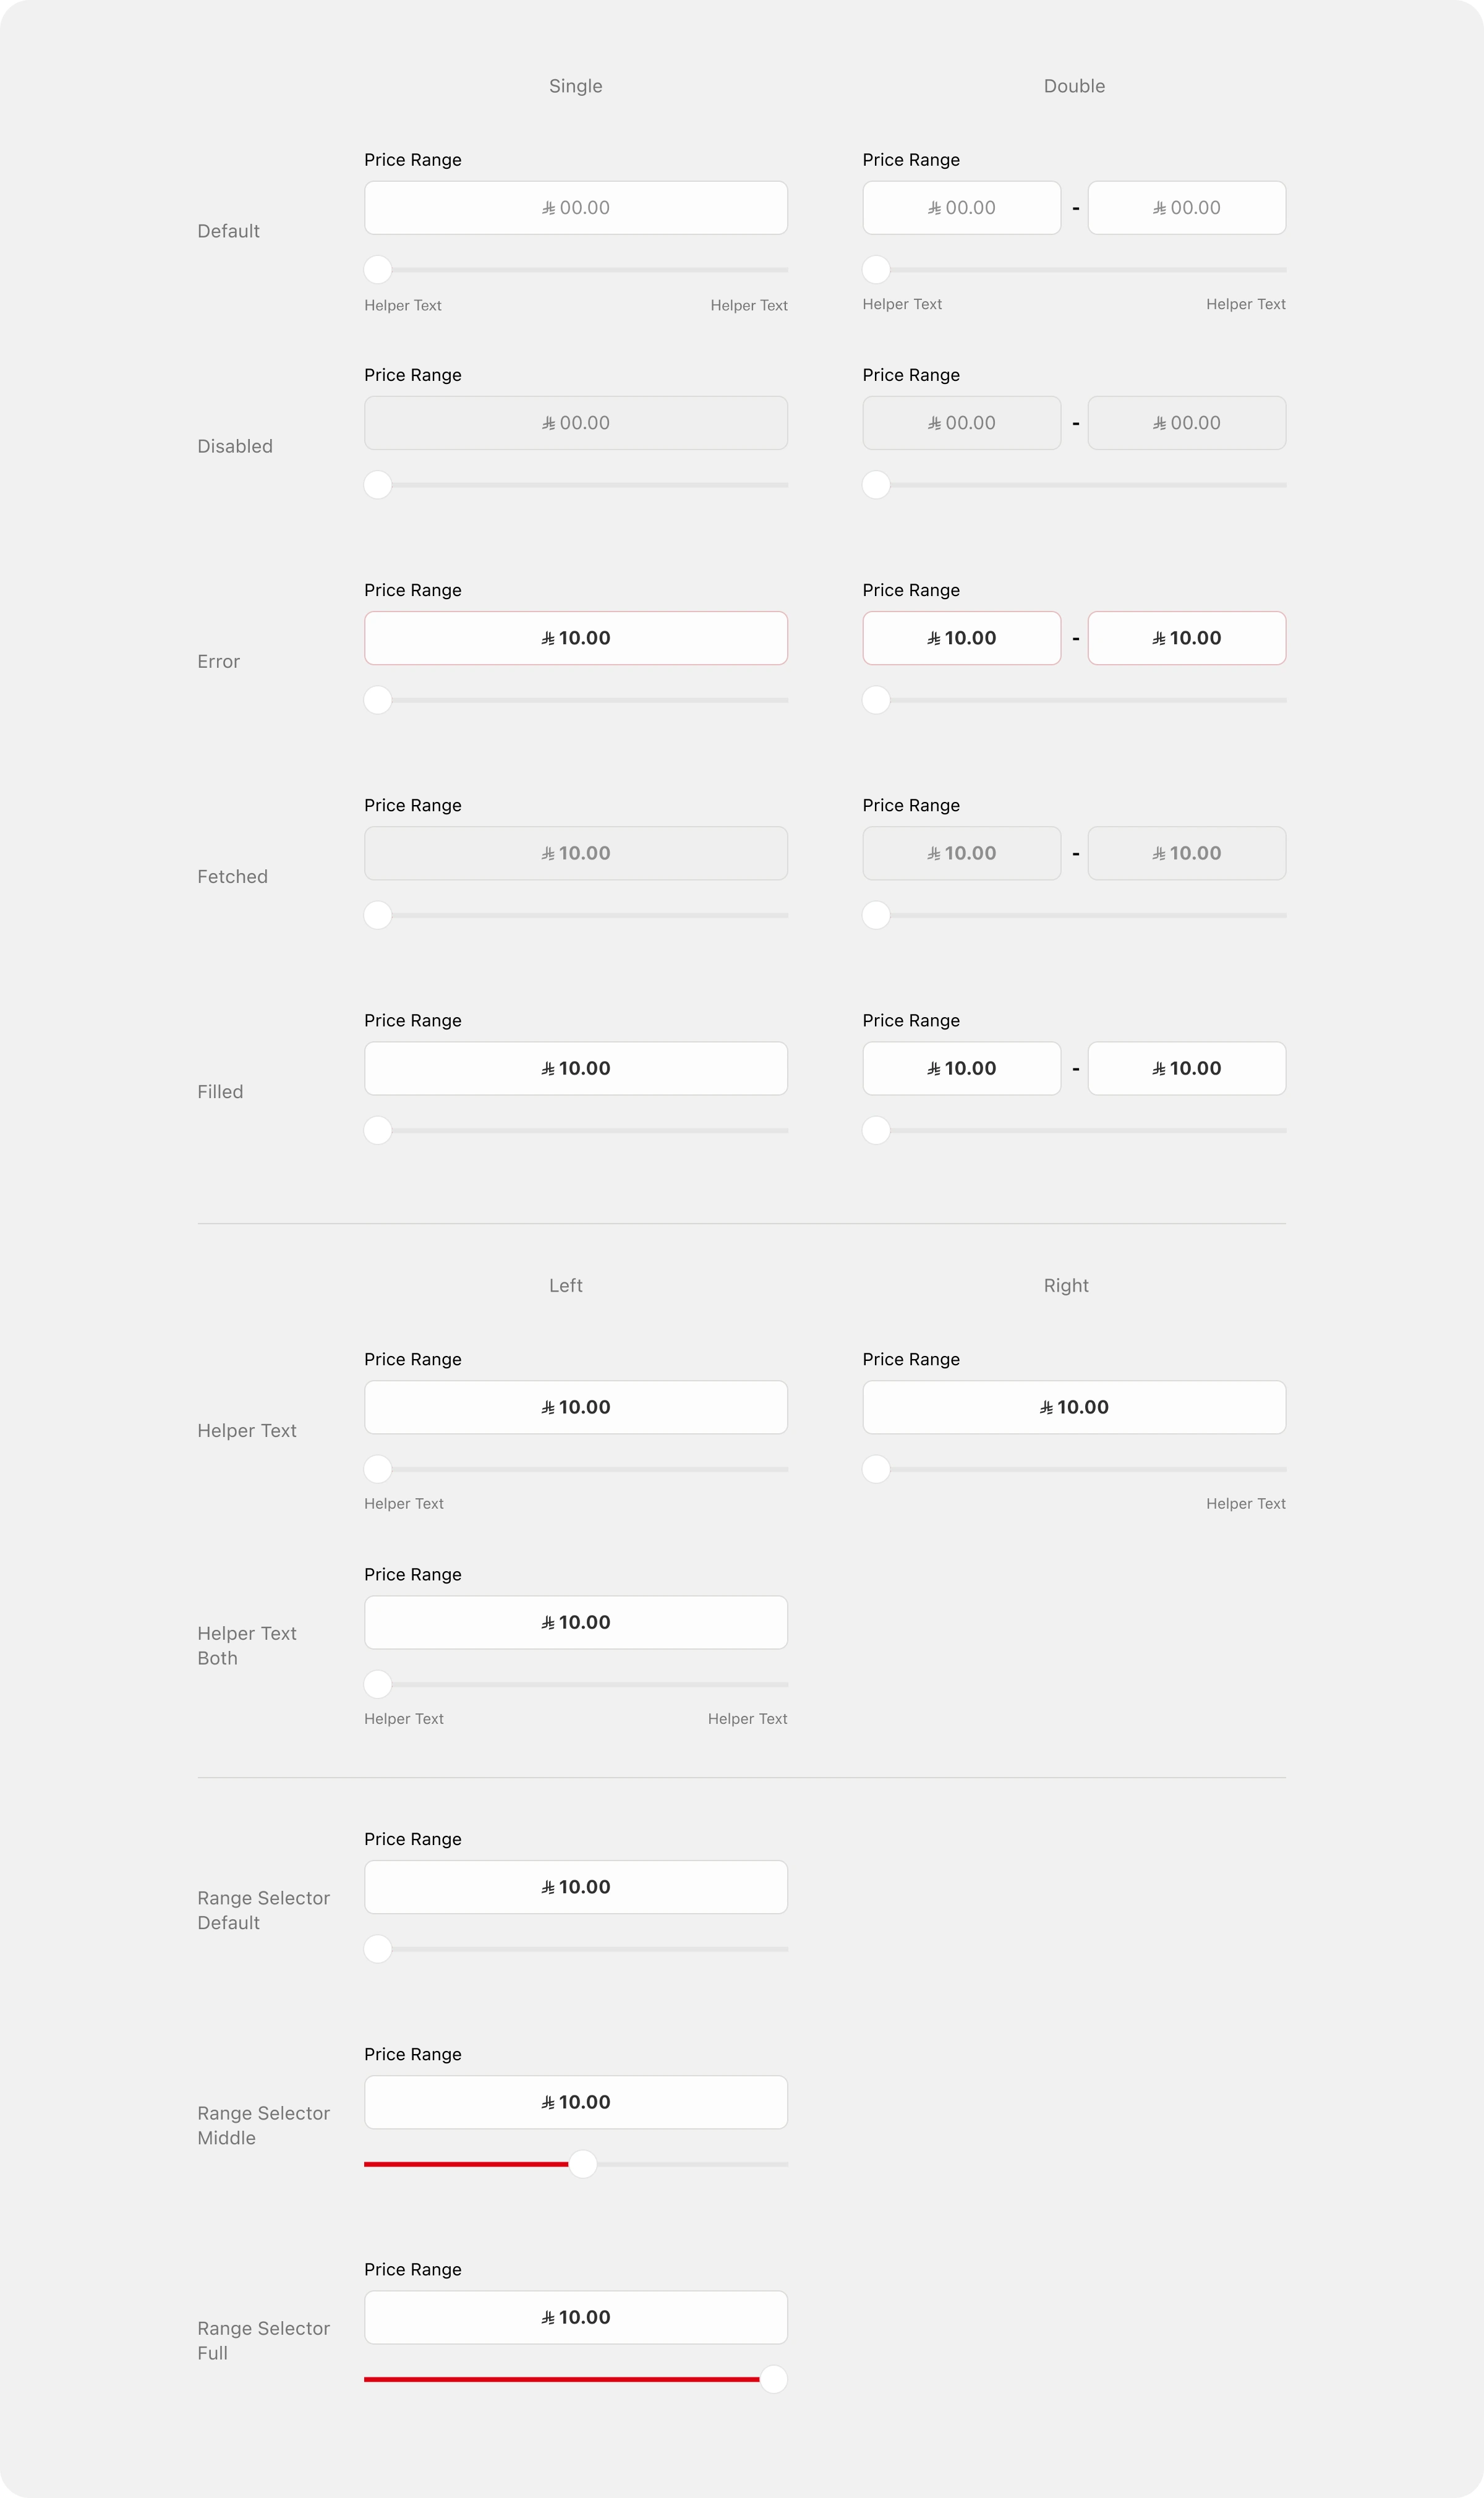 Single Double
Price Range Price Range
⃁ 00.00 ⃁ 00.00 - ⃁ 00.00
Default
Helper Text Helper Text Helper Text Helper Text
Price Range Price Range
⃁ 00.00 ⃁ 00.00 - ⃁ 00.00
Disabled
Price Range Price Range
⃁ 10.00 ⃁ 10.00 - ⃁ 10.00
Error
Price Range Price Range
⃁ 10.00 ⃁ 10.00 - ⃁ 10.00
Fetched
Price Range Price Range
⃁ 10.00 ⃁ 10.00 - ⃁ 10.00
Filled
Left Right
Price Range Price Range
⃁ 10.00 ⃁ 10.00
Helper Text
Helper Text Helper Text
Price Range
⃁ 10.00
Helper Text
Both
Helper Text Helper Text
Price Range
⃁ 10.00
Range Selector
Default
Price Range
⃁ 10.00
Range Selector
Middle
Price Range
⃁ 10.00
Range Selector
Full